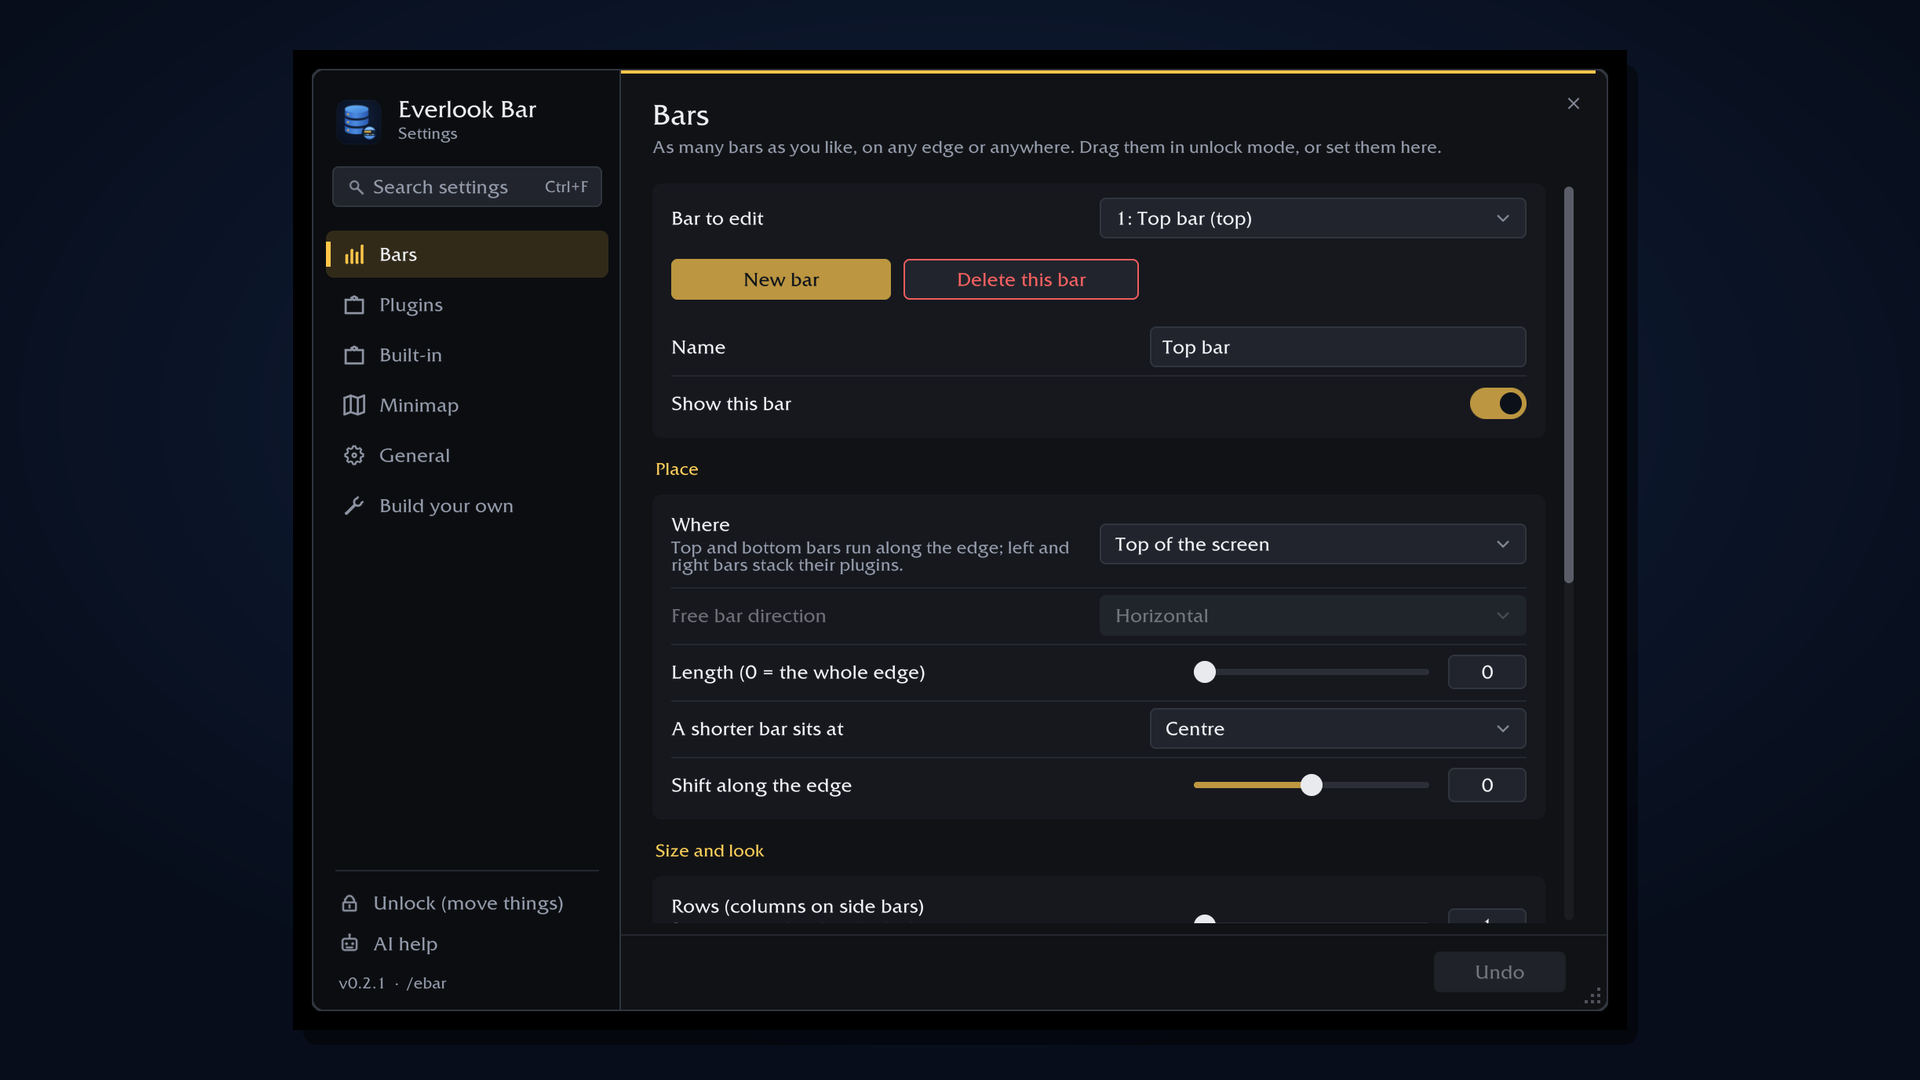 Everlook Bar
Settings
Search settings Ctrl+F
Bars
Plugins
Built-in
Minimap
General
Build your own
Unlock (move things)
AI help
v0.2.1 · /ebar
Bars
As many bars as you like, on any edge or anywhere. Drag them in unlock mode, or set them here.
Bar to edit 1: Top bar (top)
New bar Delete this bar
Name Top bar
Show this bar
Place
Where
Top and bottom bars run along the edge; left and
right bars stack their plugins.
Top of the screen
Free bar direction Horizontal
Length (0 = the whole edge) 0
A shorter bar sits at Centre
Shift along the edge 0
Size and look
Rows (columns on side bars)
Undo